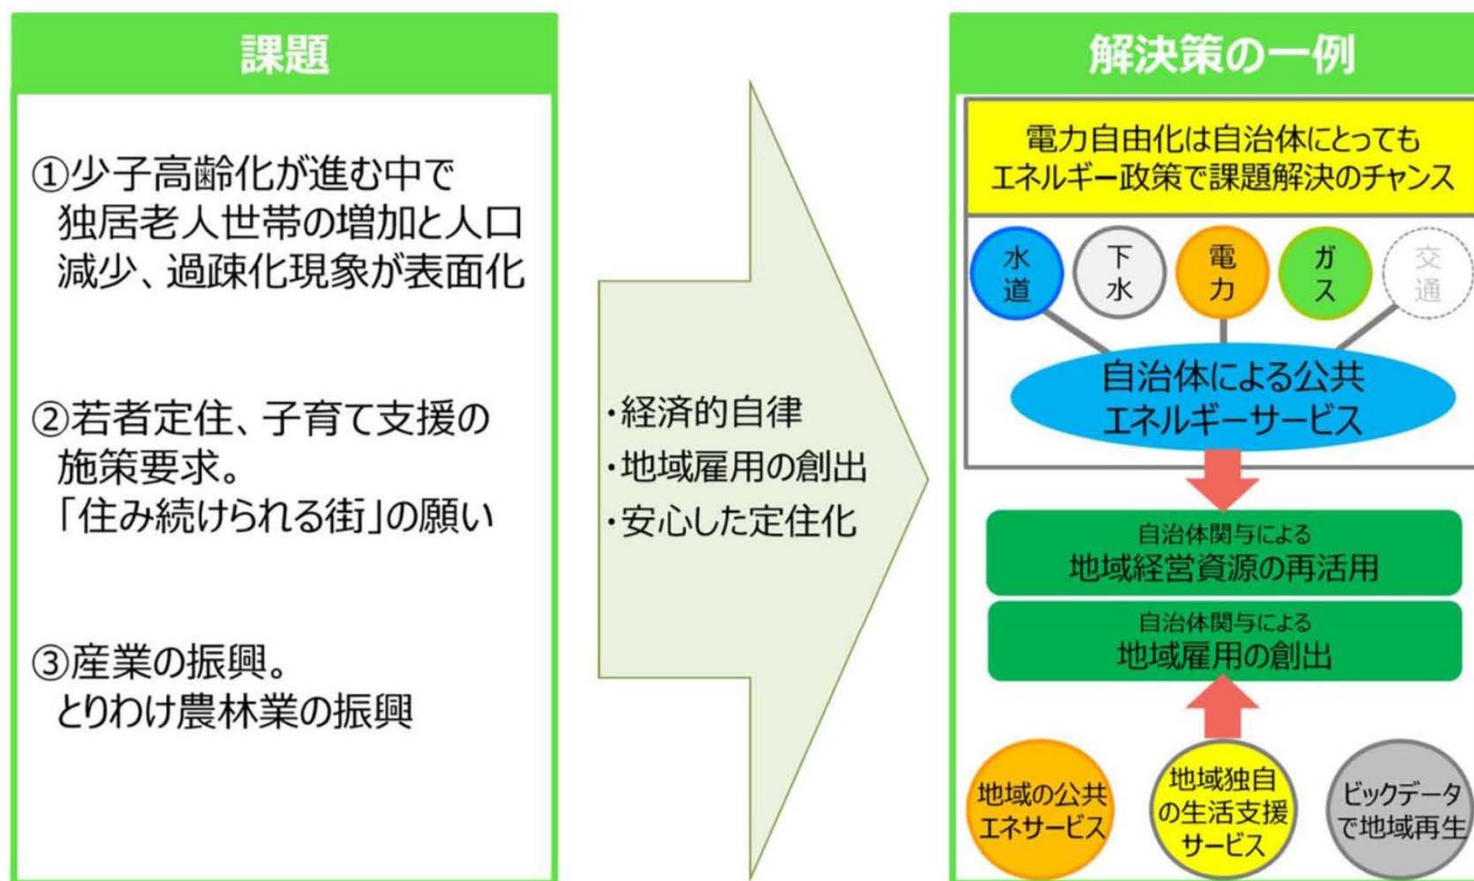 課題
①少子高齢化が進む中で
独居老人世帯の増加と人口
減少、過疎化現象が表面化
②若者定住、子育て支援の
施策要求。
「住み続けられる街」の願い
③産業の振興。
とりわけ農林業の振興
・経済的自律
・地域雇用の創出
・安心した定住化
解決策の一例
電力自由化は自治体にとっても
エネルギー政策で課題解決のチャンス
水道
下水
電力
ガス
交通
自治体による公共
エネルギーサービス
自治体関与による
地域経営資源の再活用
自治体関与による
地域雇用の創出
地域の公共
エネサービス
地域独自
の生活支援
サービス
ビックデータ
で地域再生